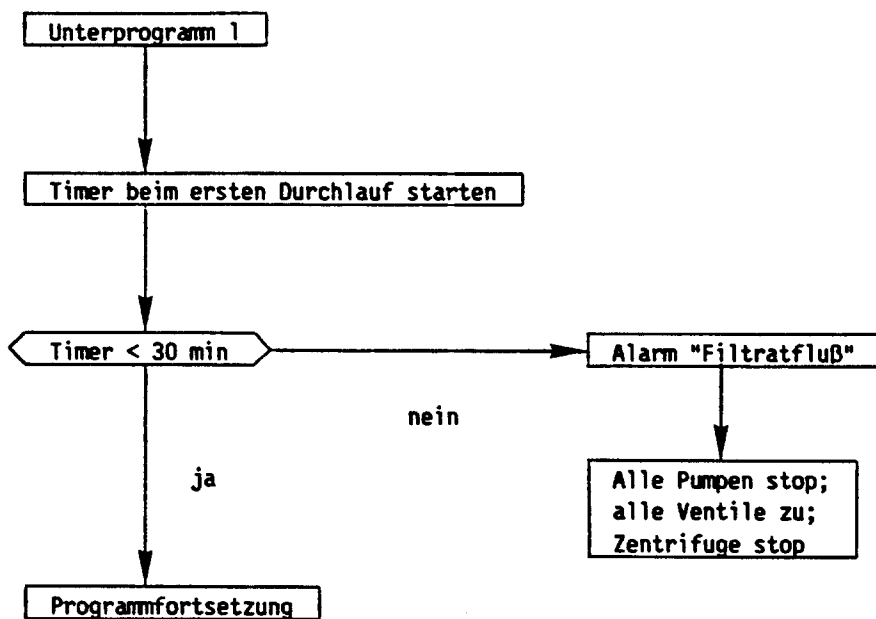 Unterprogramm 1
Timer beim ersten Durchlauf starten
Timer < 30 min
Alarm "Filtratfluß"
nein
ja
Alle Pumpen stop;
alle Ventile zu;
Zentrifuge stop
Programmfortsetzung